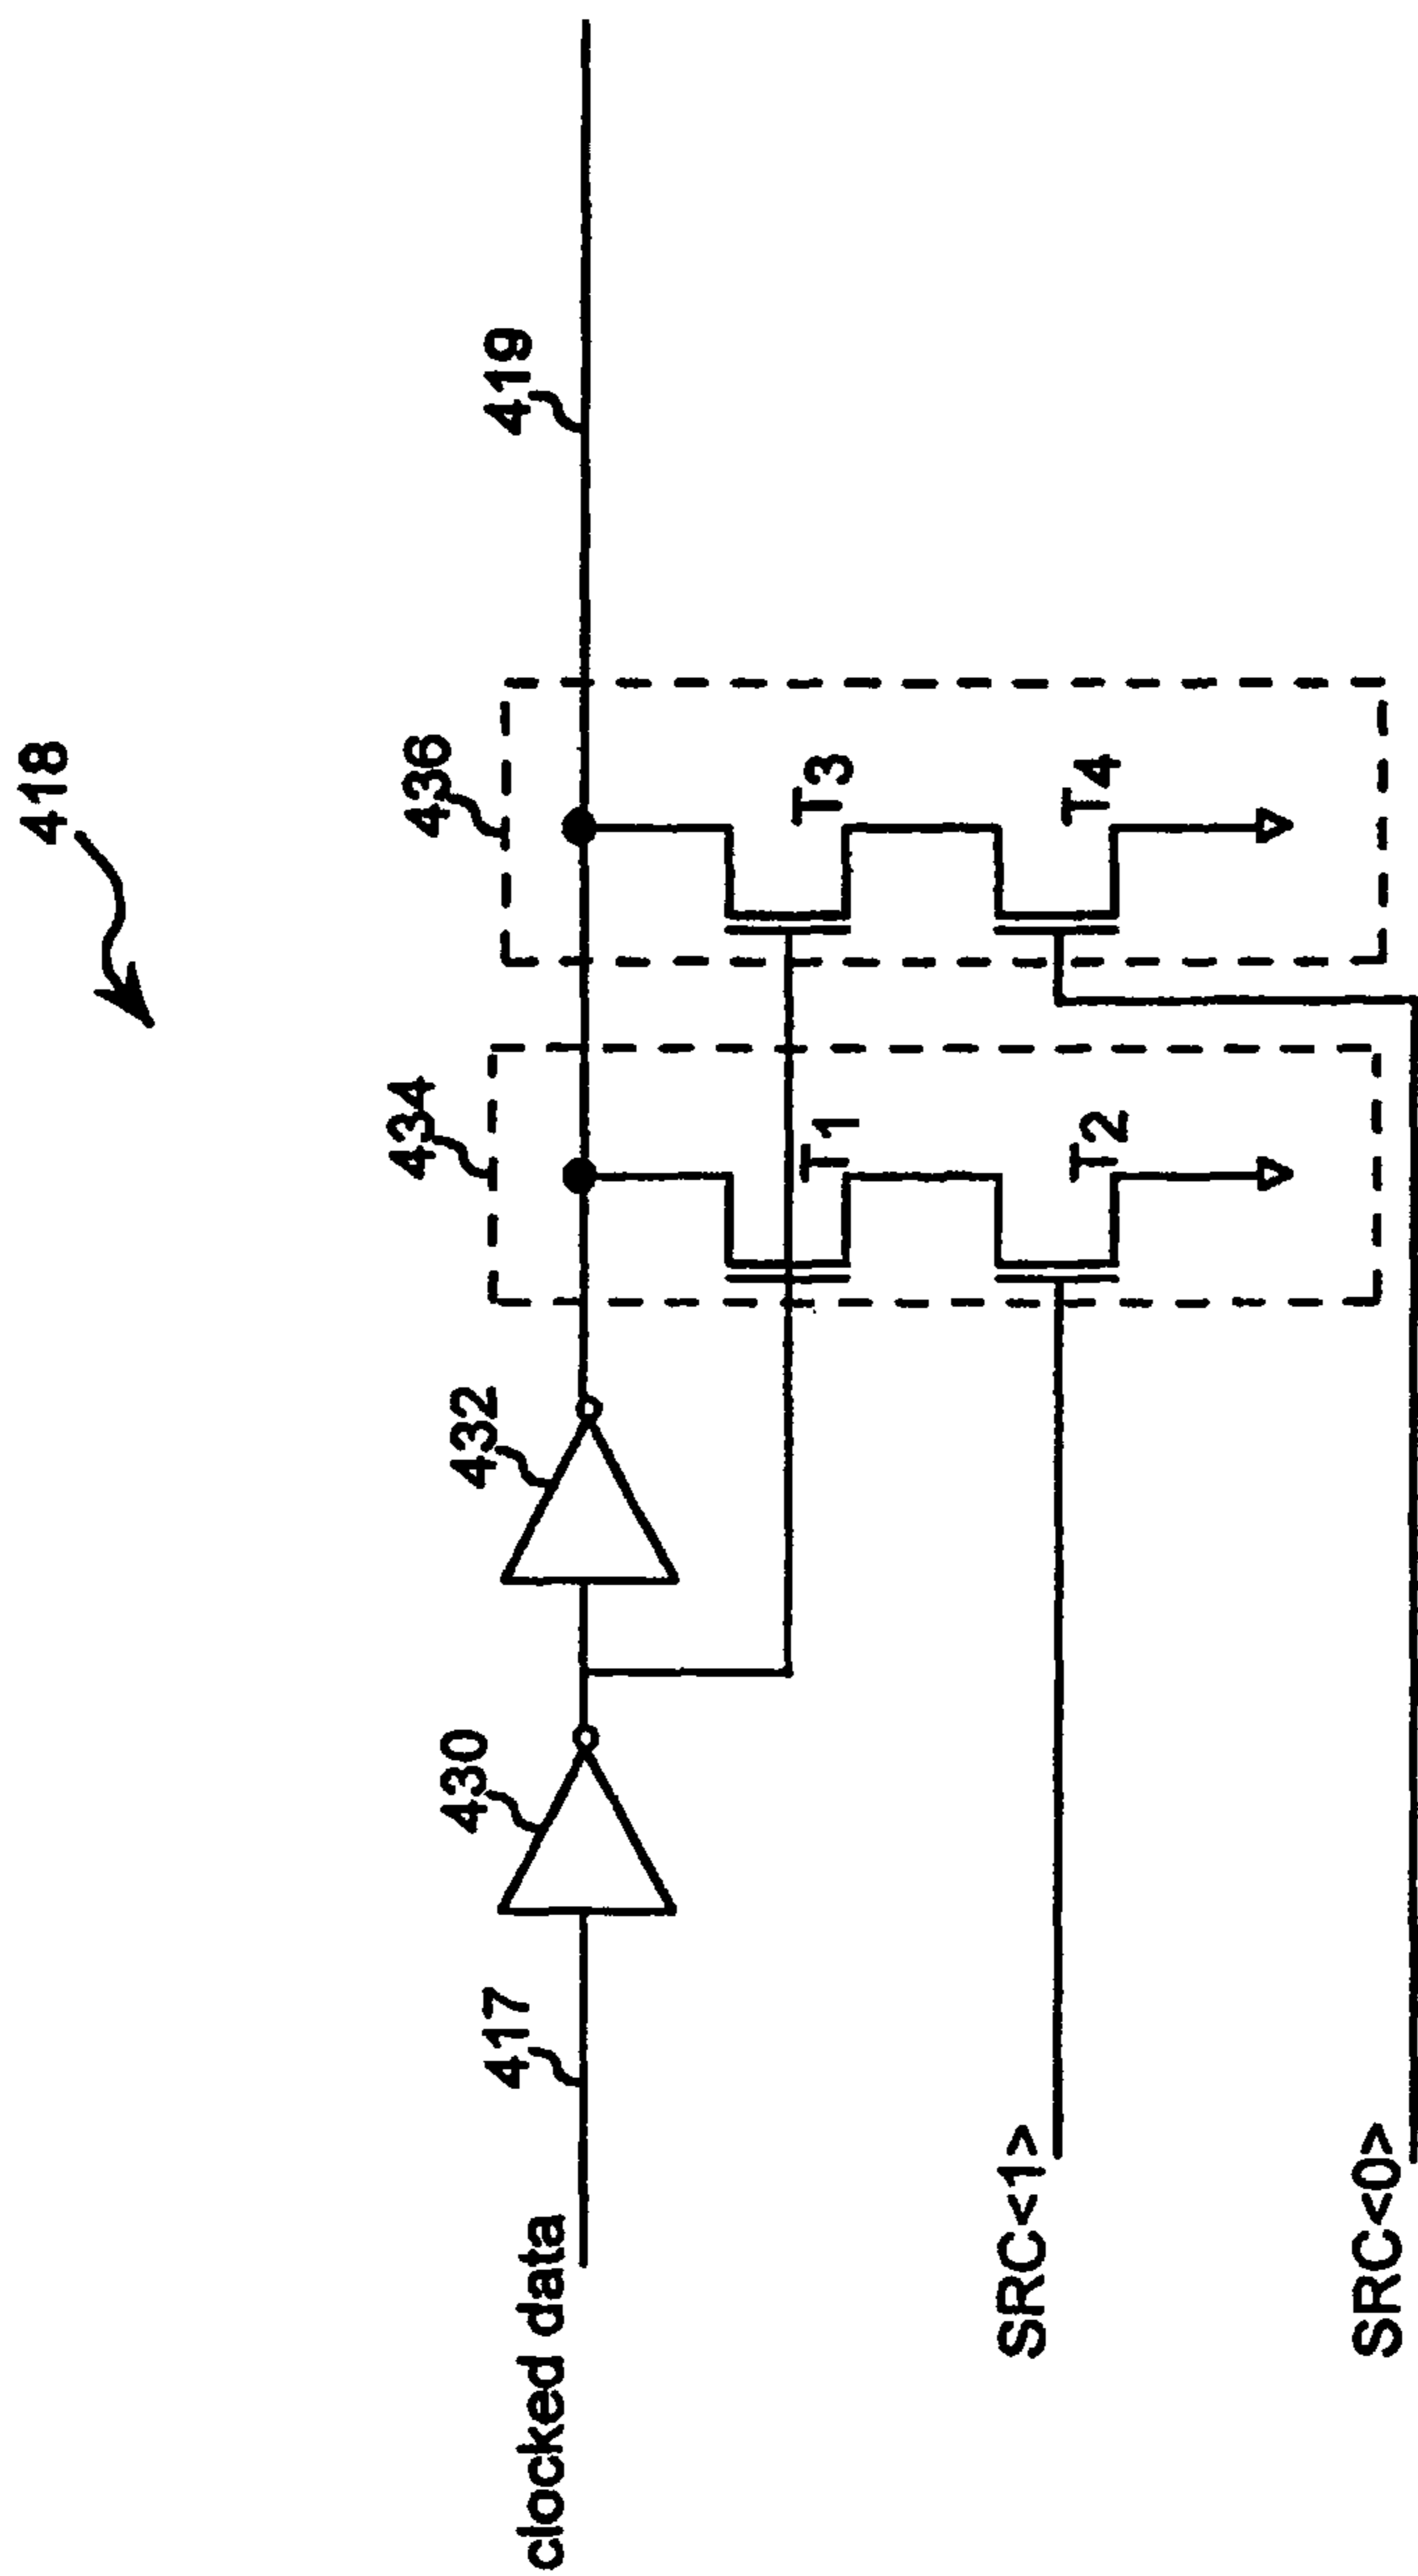 418
clocked data
417
430
432
434
436
419
T1
T3
T2
T4
SRC<1>
SRC<0>